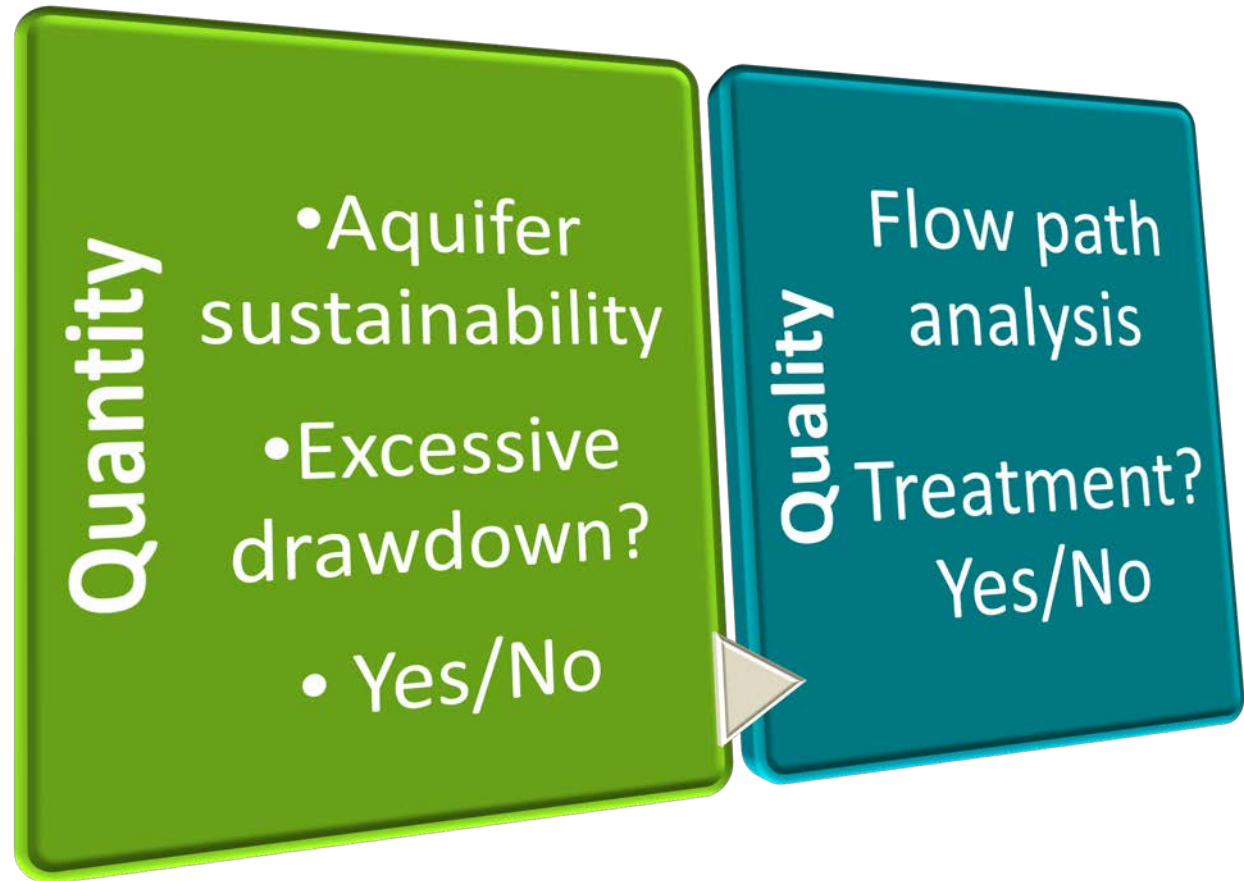 Quantity
•Aquifer
sustainability
•Excessive
drawdown?
• Yes/No
Quality
Flow path
analysis
Treatment?
Yes/No